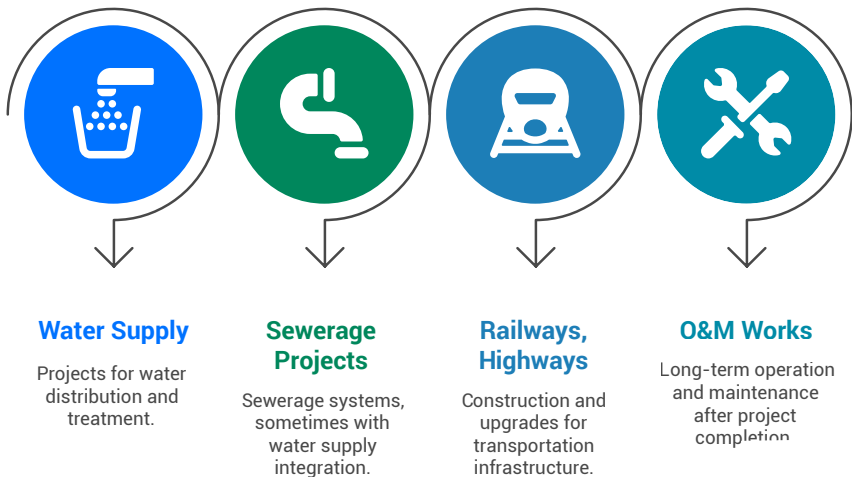 Water Supply
Projects for water
distribution and
treatment.
Sewerage
Projects
Sewerage systems,
sometimes with
water supply
integration.
Railways,
Highways
Construction and
upgrades for
transportation
infrastructure.
O&M Works
Long-term operation
and maintenance
after project
completion